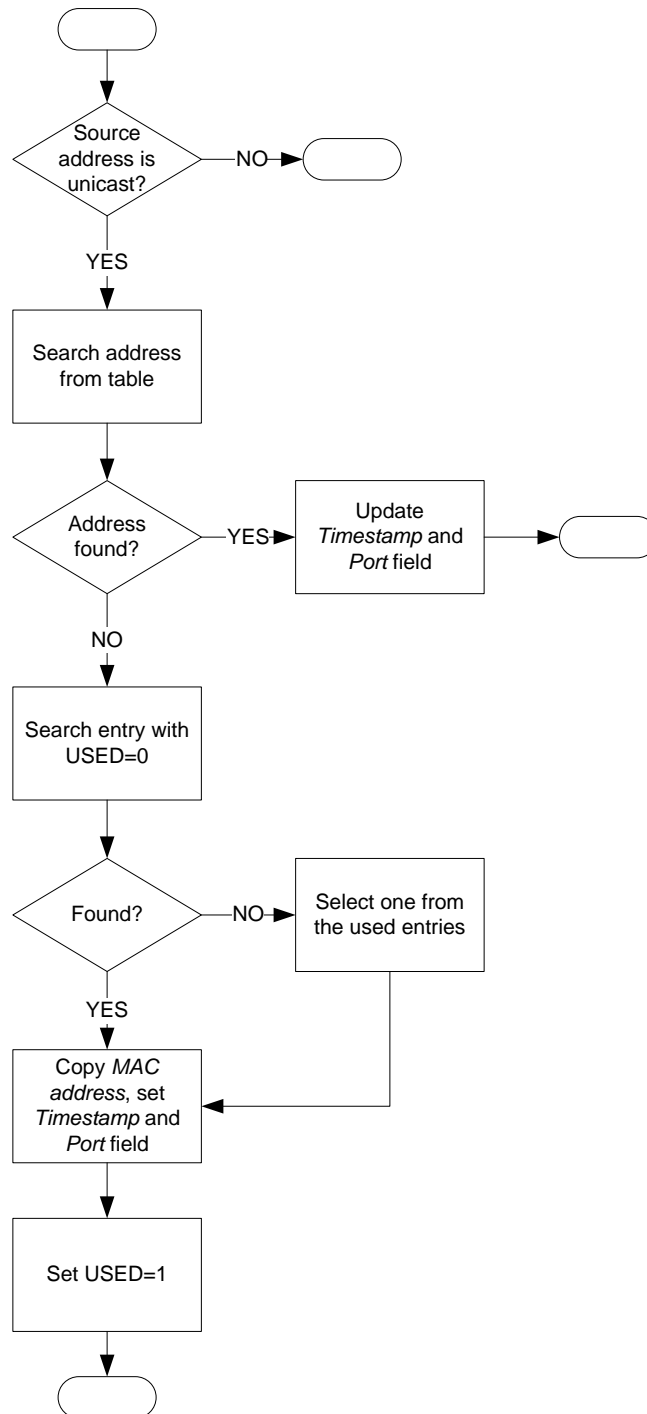 Source
address is
unicast?
NO
YES
Search address
from table
Address
found?
YES
Update
Timestamp and
Port field
NO
Search entry with
USED=0
Found?
NO
Select one from
the used entries
YES
Copy MAC
address, set
Timestamp and
Port field
Set USED=1